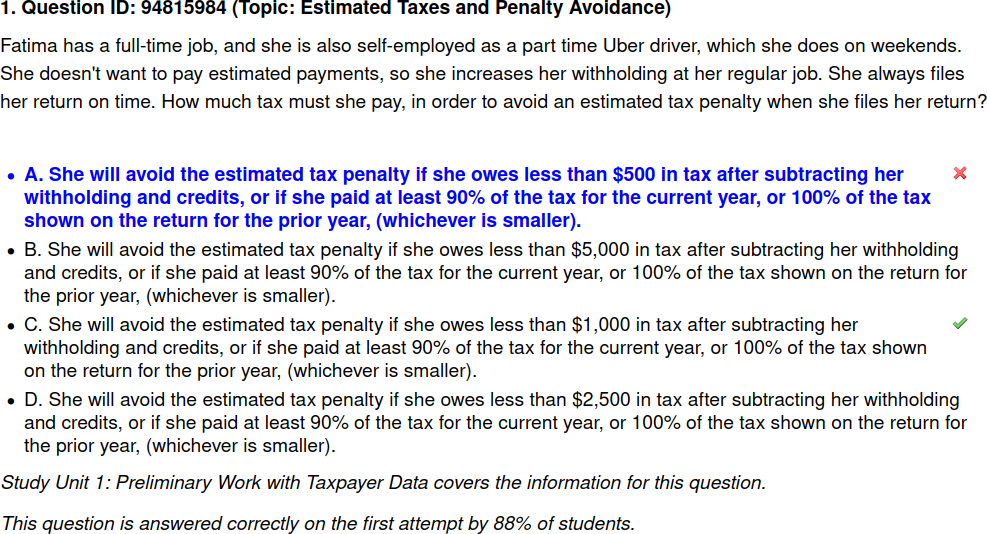 1. Question ID: 94815984 (Topic: Estimated Taxes and Penalty Avoidance)
Fatima has a full-time job, and she is also self-employed as a part time Uber driver, which she does on weekends.
She doesn't want to pay estimated payments, so she increases her withholding at her regular job. She always files
her return on time. How much tax must she pay, in order to avoid an estimated tax penalty when she files her return?
• A. She will avoid the estimated tax penalty if she owes less than $500 in tax after subtracting her
withholding and credits, or if she paid at least 90% of the tax for the current year, or 100% of the tax
shown on the return for the prior year, (whichever is smaller).
• B. She will avoid the estimated tax penalty if she owes less than $5,000 in tax after subtracting her withholding
and credits, or if she paid at least 90% of the tax for the current year, or 100% of the tax shown on the return for
the prior year, (whichever is smaller).
• C. She will avoid the estimated tax penalty if she owes less than $1,000 in tax after subtracting her
withholding and credits, or if she paid at least 90% of the tax for the current year, or 100% of the tax shown
on the return for the prior year, (whichever is smaller).
• D. She will avoid the estimated tax penalty if she owes less than $2,500 in tax after subtracting her withholding
and credits, or if she paid at least 90% of the tax for the current year, or 100% of the tax shown on the return for
the prior year, (whichever is smaller).
Study Unit 1: Preliminary Work with Taxpayer Data covers the information for this question.
This question is answered correctly on the first attempt by 88% of students.